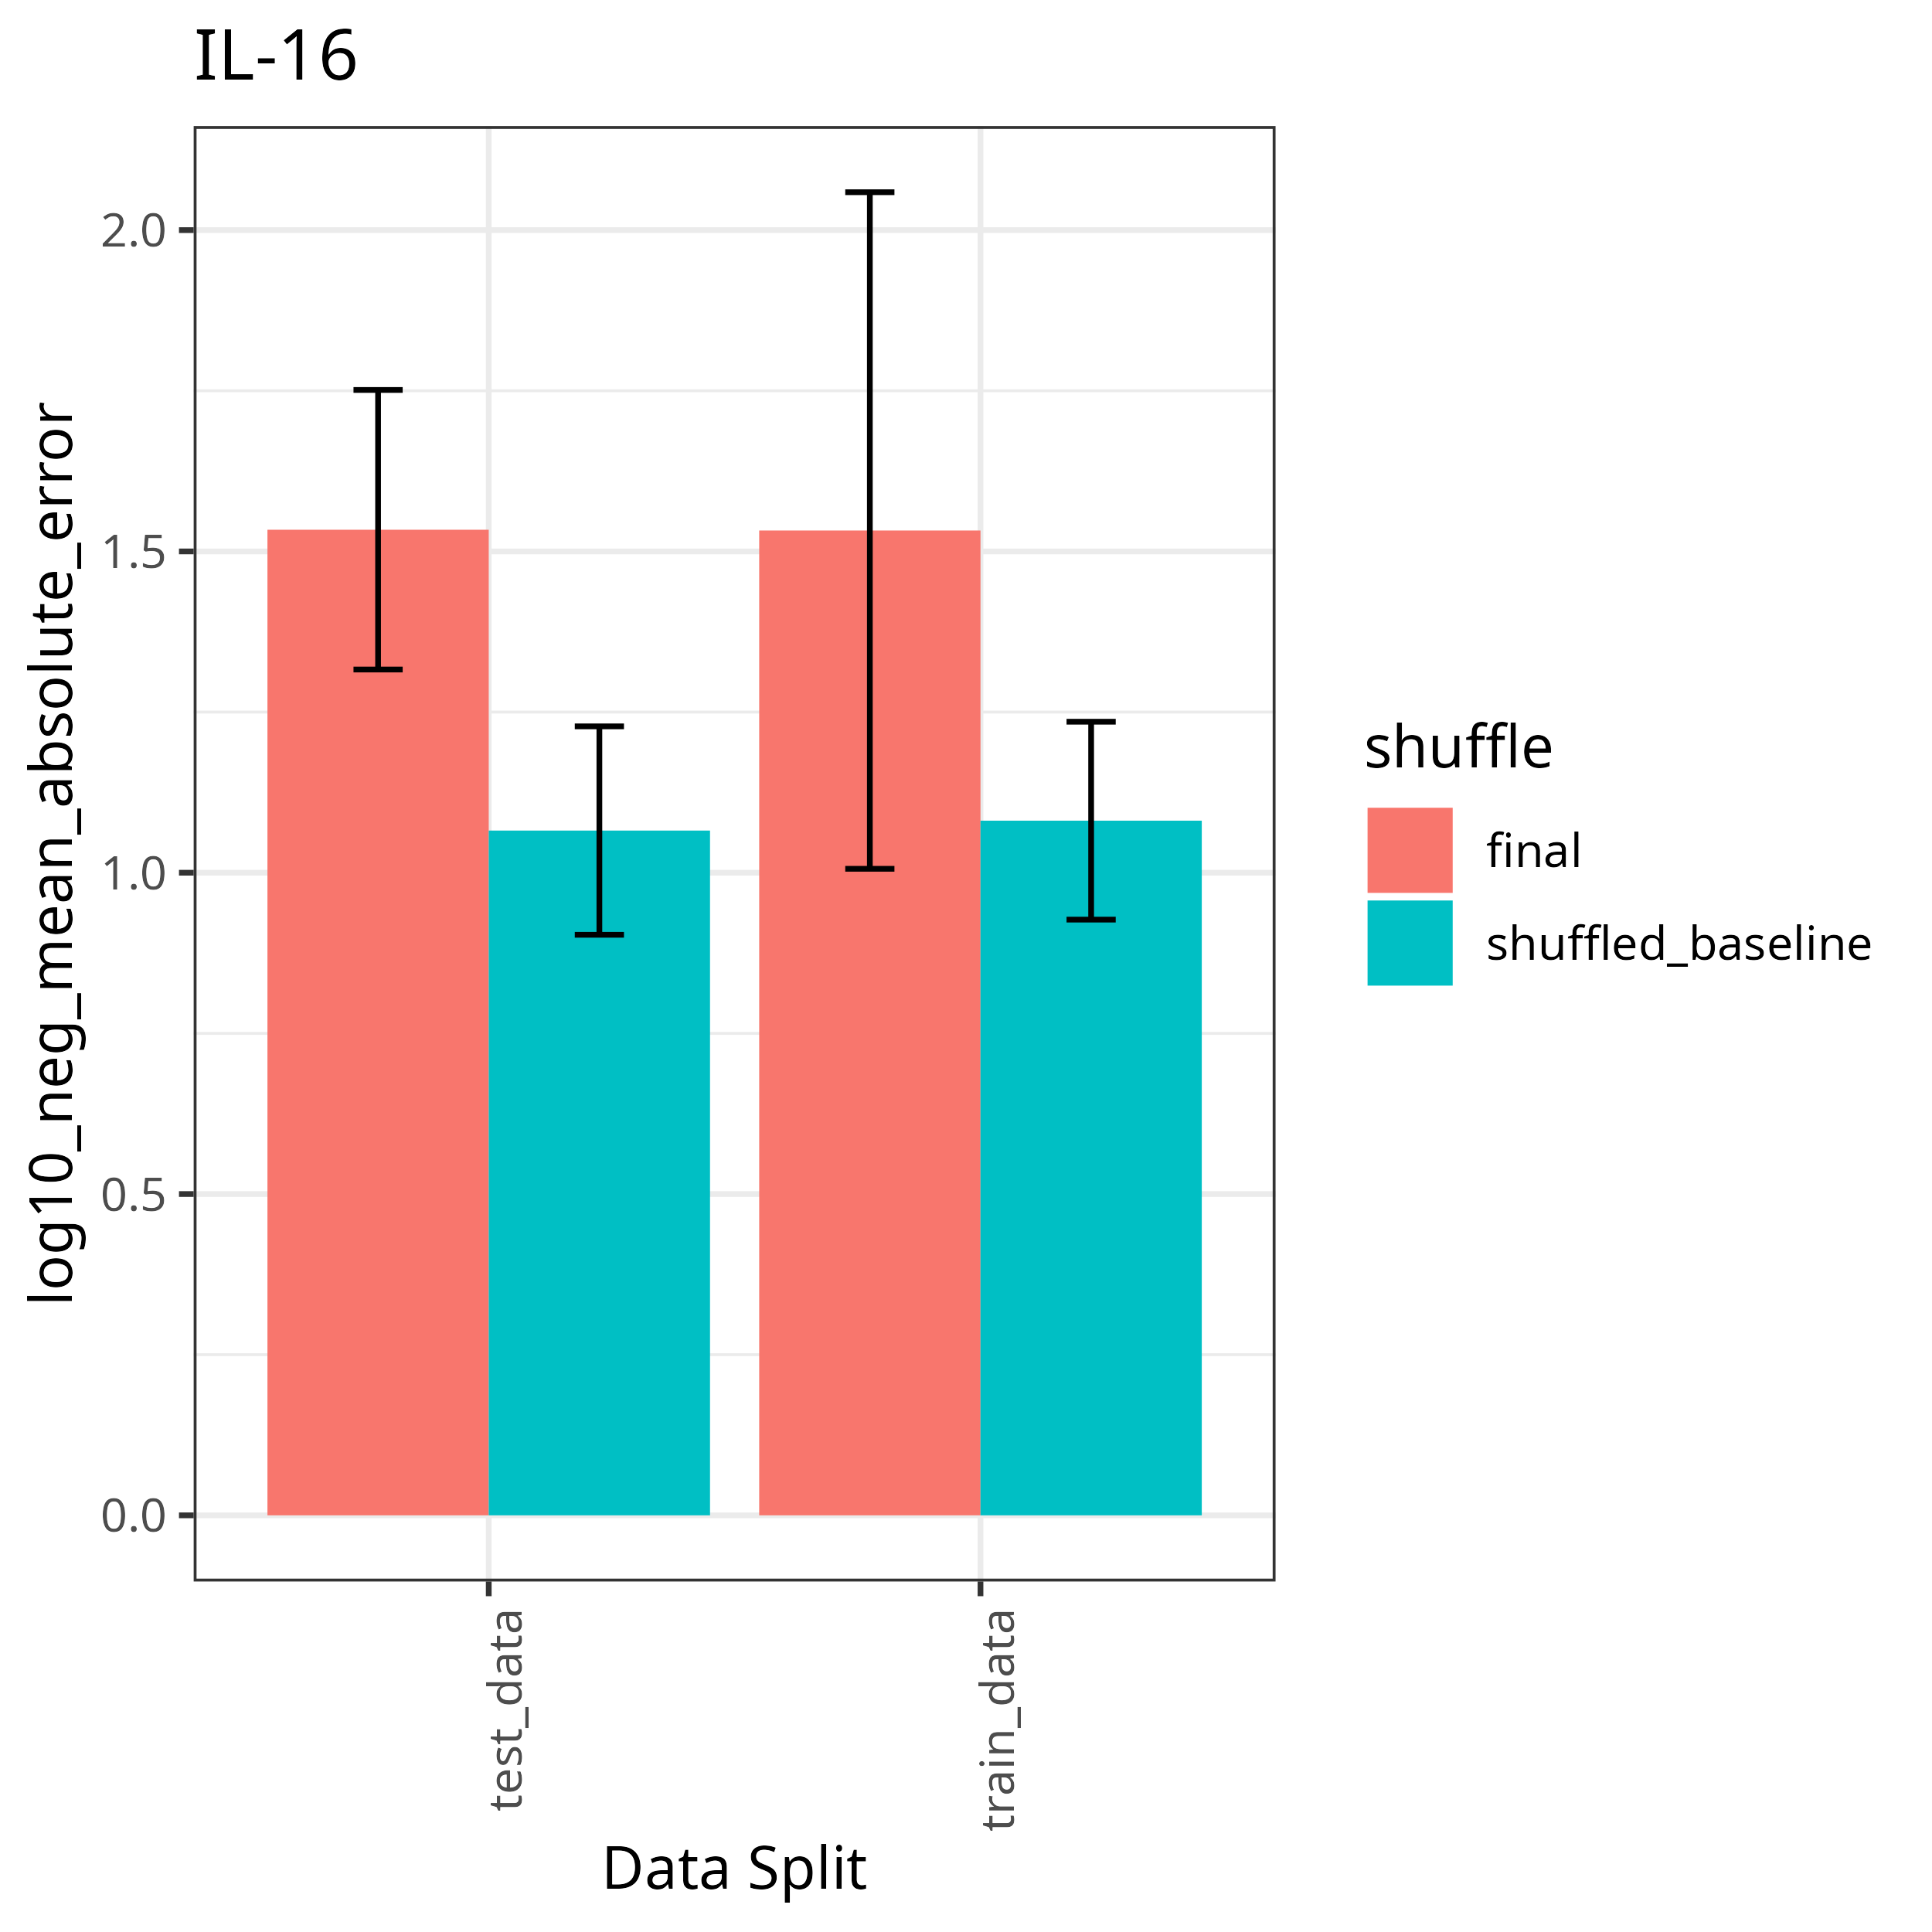 IL-16
log10_neg_mean_absolute_error
2.0
1.5
1.0
0.5
0.0
test_data
train_data
Data Split
shuffle
final
shuffled_baseline